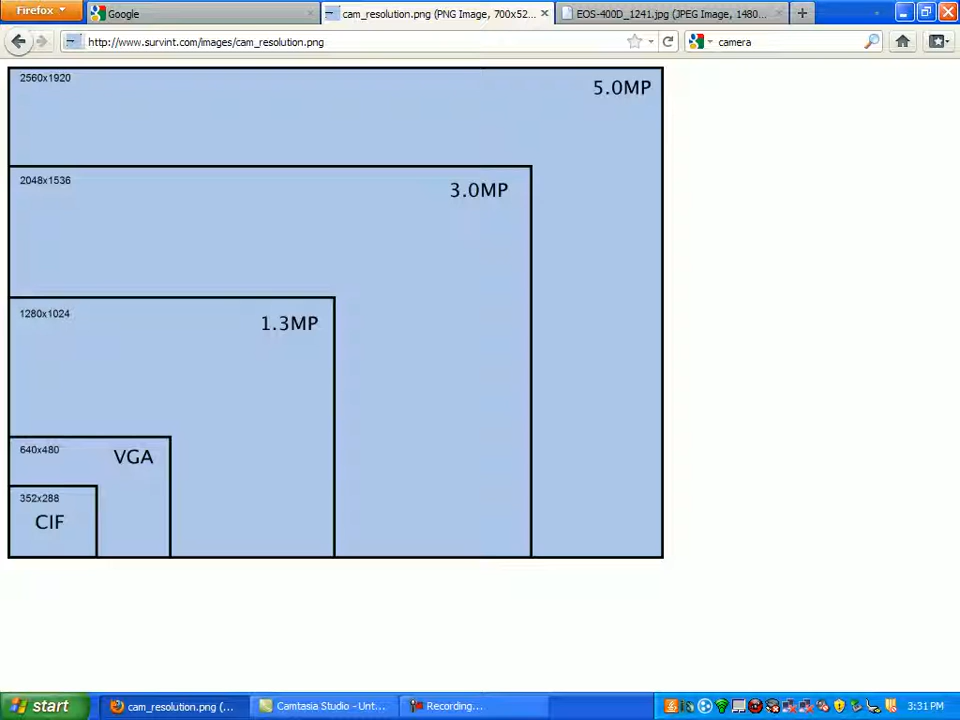 Firefox
Google
cam_resolution.png (PNG Image, 700x52...
EOS-400D_1241.jpg (JPEG Image, 1480...
http://www.survint.com/images/cam_resolution.png
camera
2560x1920
5.0MP
2048x1536
3.0MP
1280x1024
1.3MP
640x480
VGA
352x288
CIF
start
cam_resolution.png (...
Camtasia Studio - Unt...
Recording...
3:31 PM